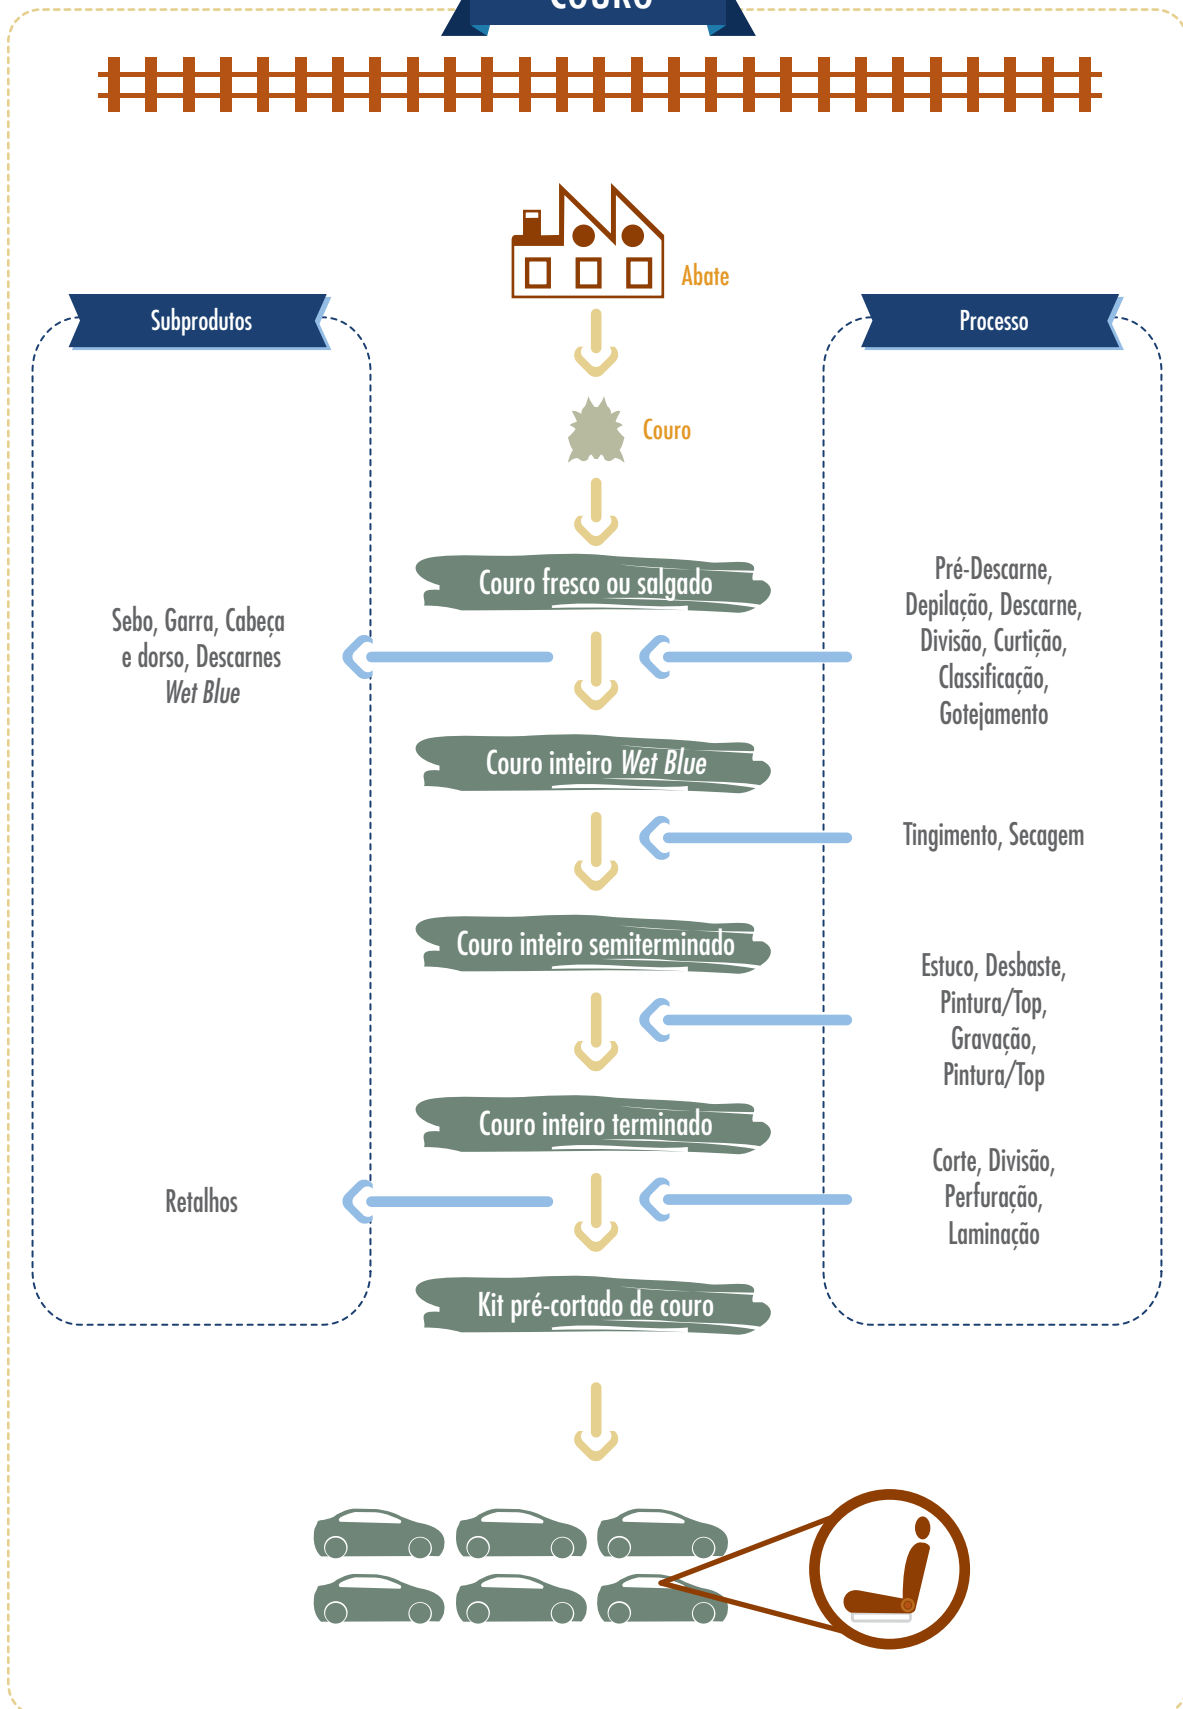 COURO
Abate
Subprodutos
Processo
Couro
Couro fresco ou salgado
Pré-Descarne,
Depilação, Descarne,
Divisão, Curtição,
Classificação,
Gotejamento
Sebo, Garra, Cabeça
e dorso, Descarnes
Wet Blue
Couro inteiro Wet Blue
Tingimento, Secagem
Couro inteiro semiterminado
Estuco, Desbaste,
Pintura/Top,
Gravação,
Pintura/Top
Couro inteiro terminado
Corte, Divisão,
Perfuração,
Laminação
Retalhos
Kit pré-cortado de couro